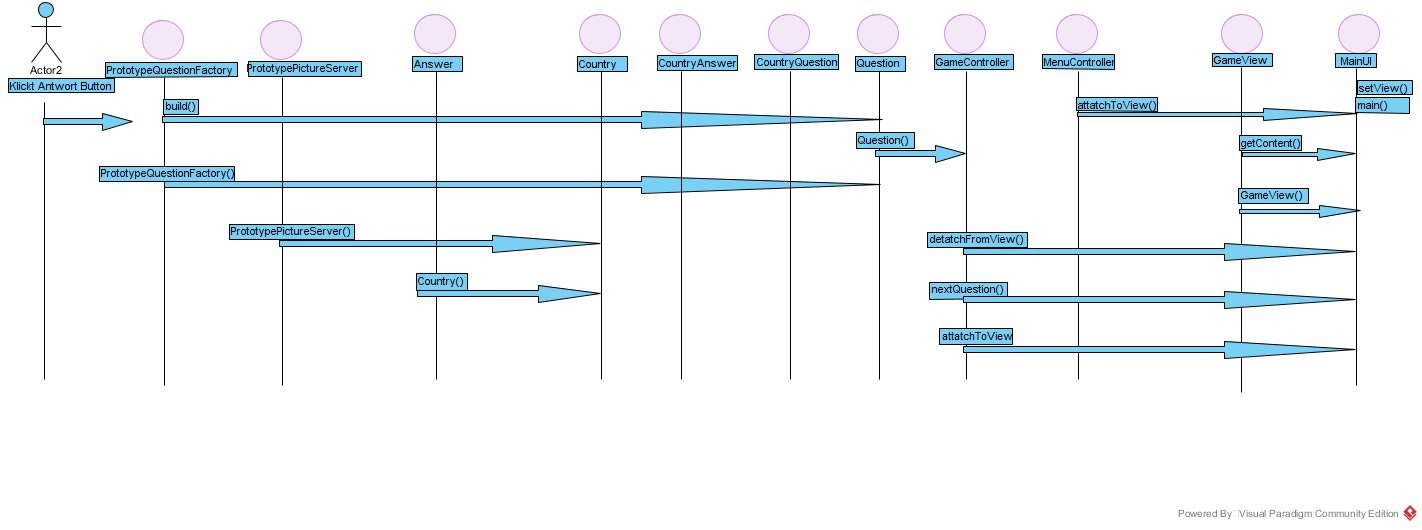 Actor2
Klickt Antwort Button
PrototypeQuestionFactory
PrototypePictureServer
Answer
Country
CountryAnswer
CountryQuestion
Question
GameController
MenuController
GameView
MainUI
setView()
main()
build()
attatchToView()
Question()
getContent()
PrototypeQuestionFactory()
GameView()
PrototypePictureServer()
detatchFromView()
Country()
nextQuestion()
attatchToView
Powered By Visual Paradigm Community Edition